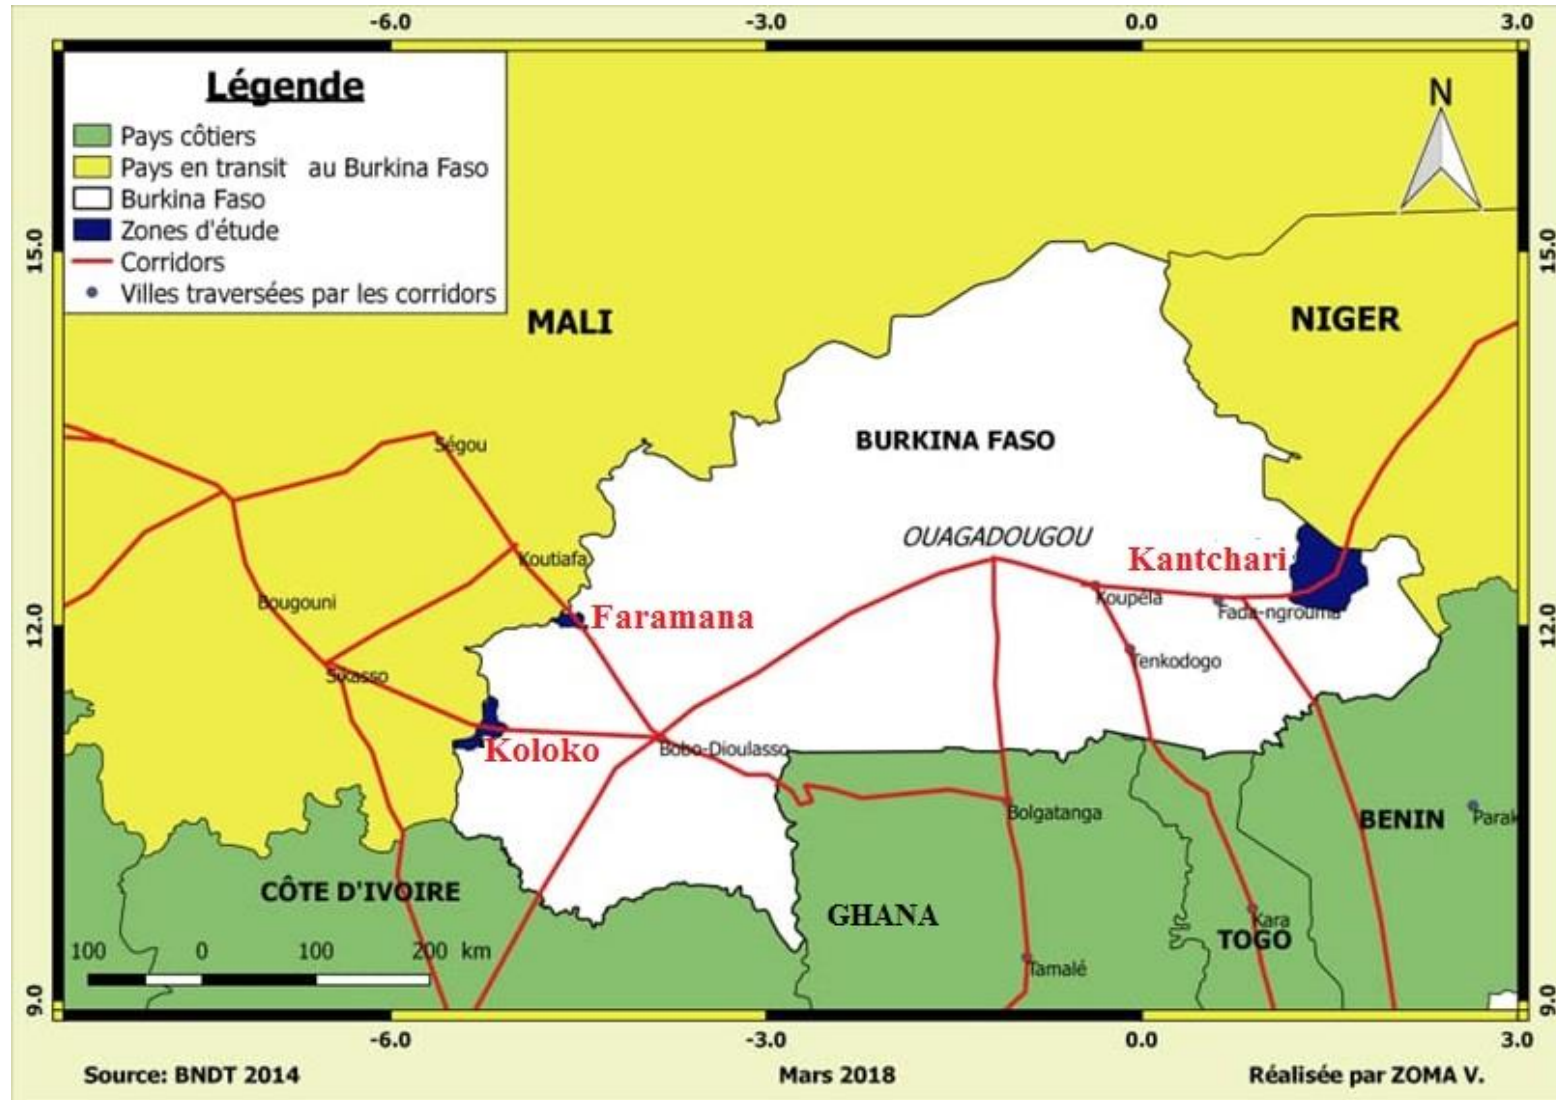 -6.0
-3.0
0.0
3.0
Légende
Pays côtiers
Pays en transit au Burkina Faso
Burkina Faso
Zones d'étude
Corridors
Villes traversées par les corridors
N
15.0
15.0
MALI
NIGER
BURKINA FASO
Ségou
OUAGADOUGOU
Koutiafa
Kantchari
Bougouni
Koupéla
Fada-ngrouma
12.0
12.0
Faramana
Tenkodogo
Sikasso
Koloko
Bobo-Dioulasso
Bolgatanga
BENIN
Parak
CÔTE D'IVOIRE
GHANA
Kara
TOGO
100 0 100 200 km
Tamalé
9.0
9.0
-6.0
-3.0
0.0
3.0
Source: BNDT 2014
Mars 2018
Réalisée par ZOMA V.